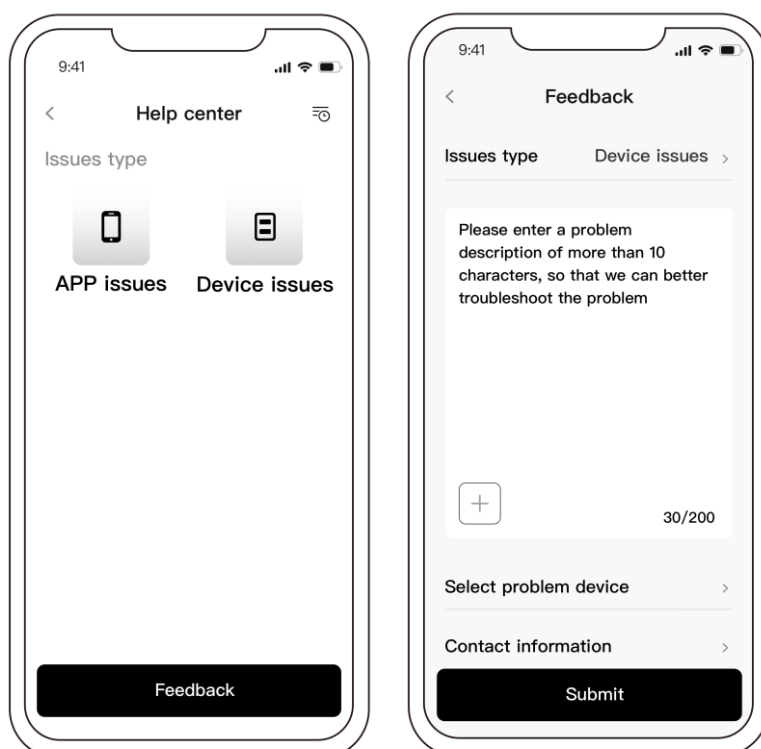 9:41
Help center
Issues type
APP issues
Device issues
Feedback
9:41
Feedback
Issues type
Device issues
Please enter a problem
description of more than 10
characters, so that we can better
troubleshoot the problem
30/200
Select problem device
Contact information
Submit